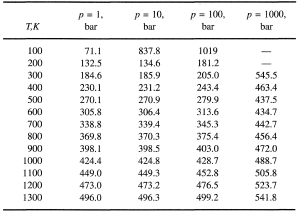 p = 1, p = 10, p = 100, p = 1000,
T,K bar bar bar bar
100 71.1 837.8 1019 —
200 132.5 134.6 181.2 —
300 184.6 185.9 205.0 545.5
400 230.1 231.2 243.4 463.4
500 270.1 270.9 279.9 437.5
600 305.8 306.4 313.6 434.7
700 338.8 339.4 345.3 442.7
800 369.8 370.3 375.4 456.4
900 398.1 398.5 403.0 472.0
1000 424.4 424.8 428.7 488.7
1100 449.0 449.3 452.8 505.8
1200 473.0 473.2 476.5 523.7
1300 496.0 496.3 499.2 541.8